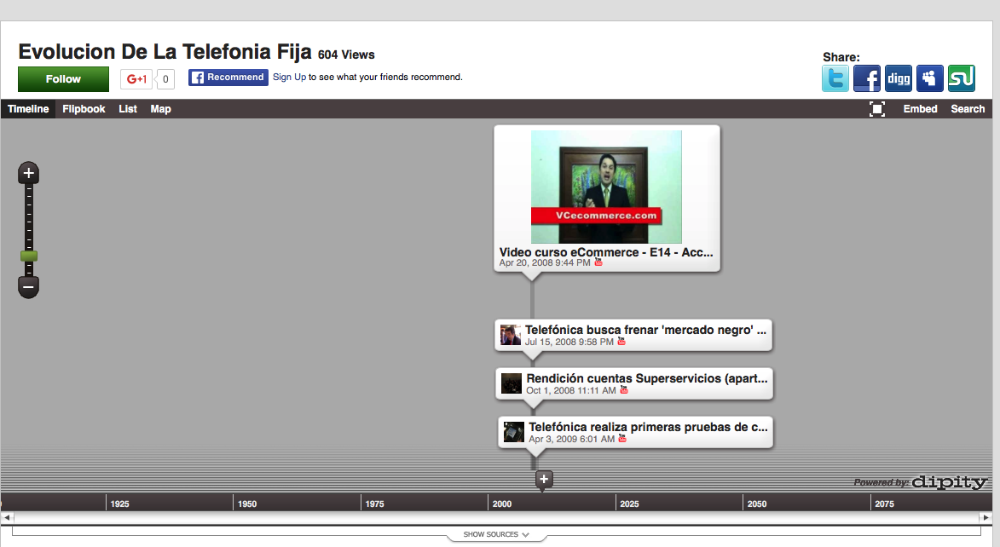 Evolucion De La Telefonia Fija 604 Views
Follow
G+1 0
Recommend Sign Up to see what your friends recommend.
Share:
digg
Timeline Flipbook List Map Embed Search
VCecommerce.com
Video curso eCommerce - E14 - Acc...
Apr 20, 2008 9:44 PM
Telefónica busca frenar 'mercado negro' ...
Jul 15, 2008 9:58 PM
Rendición cuentas Superservicios (apart...
Oct 1, 2008 11:11 AM
Telefónica realiza primeras pruebas de c...
Apr 3, 2009 6:01 AM
Powered by: dipity
1925 1950 1975 2000 2025 2050 2075
SHOW SOURCES